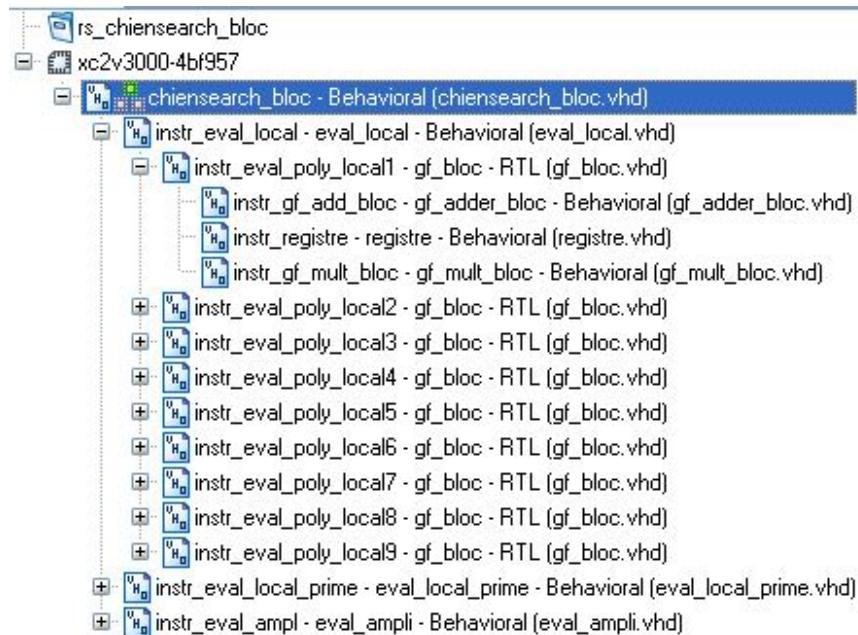 rs_chiensearch_bloc
xc2v3000-4bf957
chiensearch_bloc - Behavioral (chiensearch_bloc.vhd)
instr_eval_local - eval_local - Behavioral (eval_local.vhd)
instr_eval_poly_local1 - gf_bloc - RTL (gf_bloc.vhd)
instr_gf_add_bloc - gf_adder_bloc - Behavioral (gf_adder_bloc.vhd)
instr_registre - registre - Behavioral (registre.vhd)
instr_gf_mult_bloc - gf_mult_bloc - Behavioral (gf_mult_bloc.vhd)
instr_eval_poly_local2 - gf_bloc - RTL (gf_bloc.vhd)
instr_eval_poly_local3 - gf_bloc - RTL (gf_bloc.vhd)
instr_eval_poly_local4 - gf_bloc - RTL (gf_bloc.vhd)
instr_eval_poly_local5 - gf_bloc - RTL (gf_bloc.vhd)
instr_eval_poly_local6 - gf_bloc - RTL (gf_bloc.vhd)
instr_eval_poly_local7 - gf_bloc - RTL (gf_bloc.vhd)
instr_eval_poly_local8 - gf_bloc - RTL (gf_bloc.vhd)
instr_eval_poly_local9 - gf_bloc - RTL (gf_bloc.vhd)
instr_eval_local_prime - eval_local_prime - Behavioral (eval_local_prime.vhd)
instr_eval_ampl - eval_ampli - Behavioral (eval_ampli.vhd)